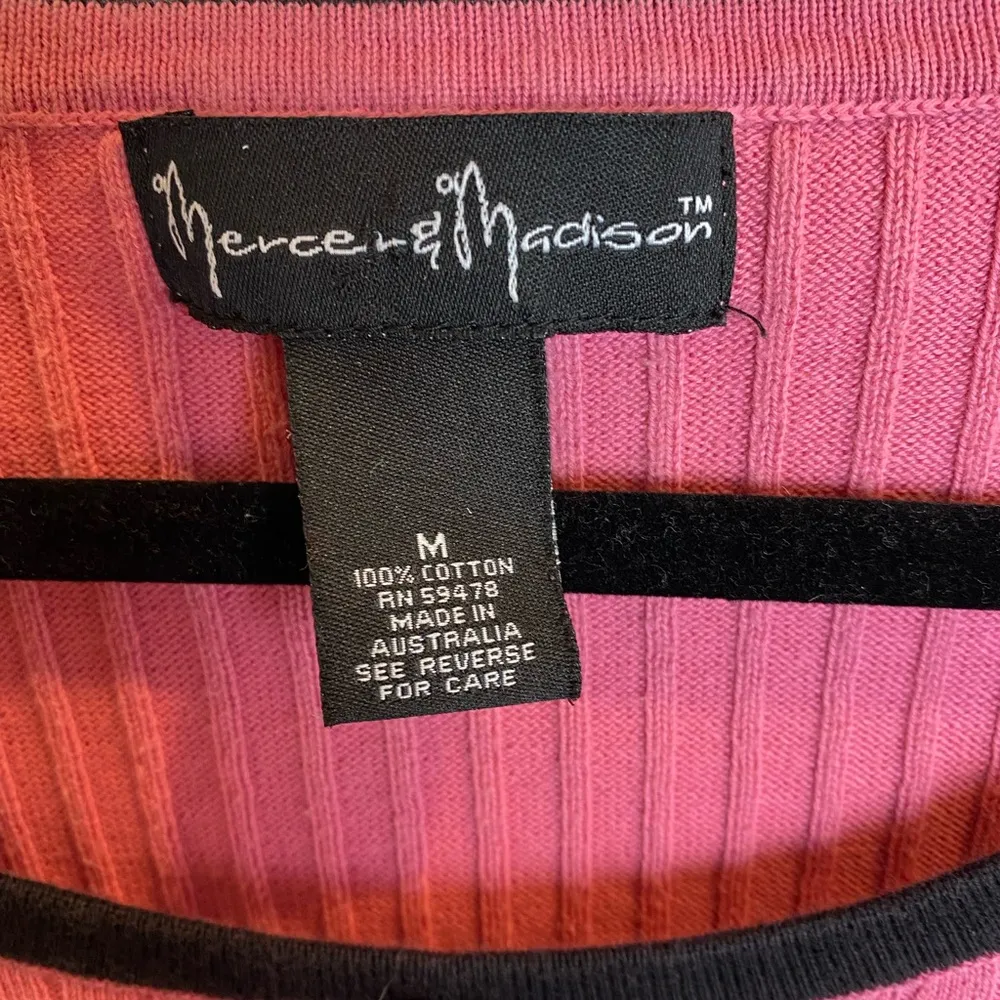 Mercer & Madison™
M
100% COTTON
RN 59478
MADE IN
AUSTRALIA
SEE REVERSE
FOR CARE